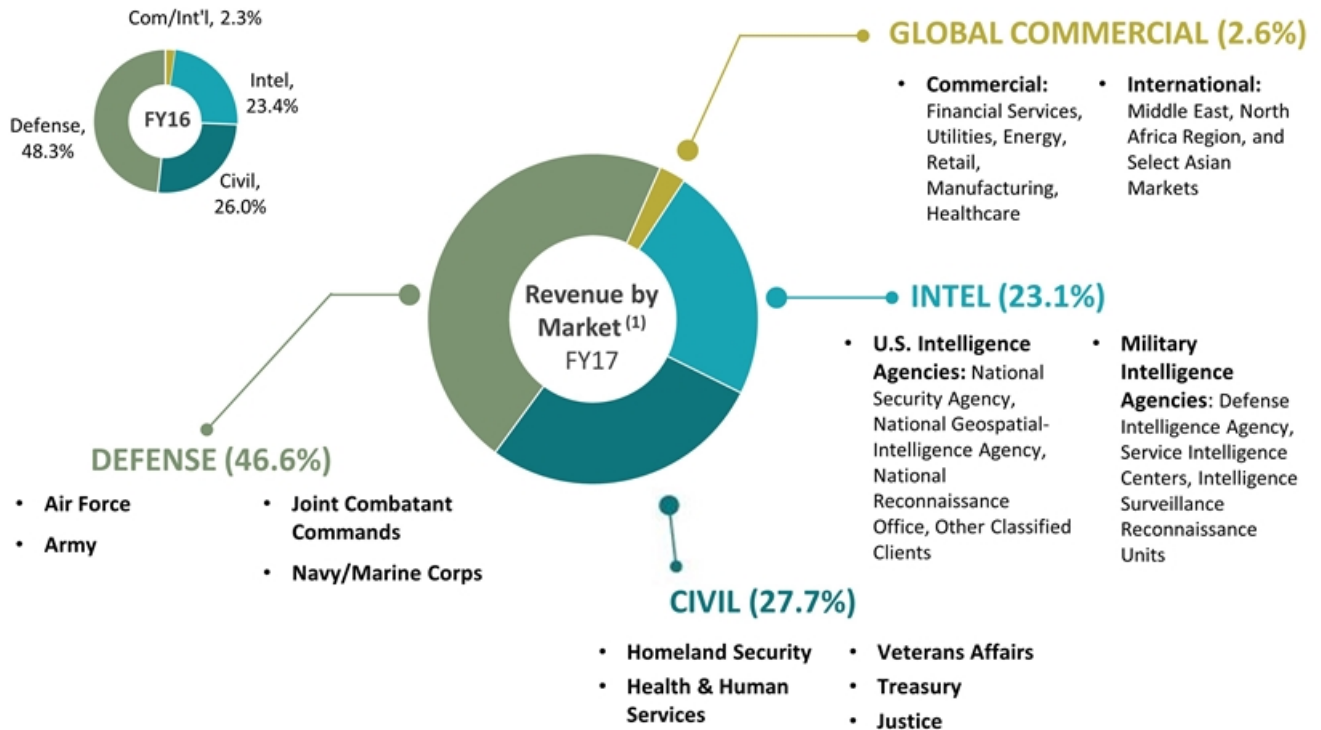 Com/Int'l, 2.3%
Intel,
23.4%
FY16
Defense,
48.3%
Civil,
26.0%
GLOBAL COMMERCIAL (2.6%)
• Commercial:
Financial Services,
Utilities, Energy,
Retail,
Manufacturing,
Healthcare
• International:
Middle East, North
Africa Region, and
Select Asian
Markets
Revenue by
Market (1)
FY17
INTEL (23.1%)
• U.S. Intelligence
Agencies: National
Security Agency,
National Geospatial-
Intelligence Agency,
National
Reconnaissance
Office, Other Classified
Clients
• Military
Intelligence
Agencies: Defense
Intelligence Agency,
Service Intelligence
Centers, Intelligence
Surveillance
Reconnaissance
Units
DEFENSE (46.6%)
• Air Force
• Army
• Joint Combatant
Commands
• Navy/Marine Corps
CIVIL (27.7%)
• Homeland Security
• Health & Human
Services
• Veterans Affairs
• Treasury
• Justice